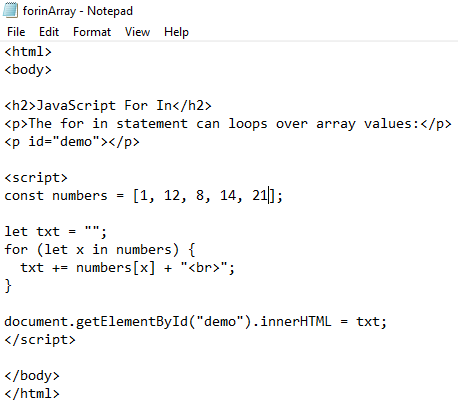 forinArray - Notepad
File Edit Format View Help
<html>
<body>
<h2>JavaScript For In</h2>
<p>The for in statement can loops over array values:</p>
<p id="demo"></p>
<script>
const numbers = [1, 12, 8, 14, 21];
let txt = "";
for (let x in numbers) {
  txt += numbers[x] + "<br>";
}
document.getElementById("demo").innerHTML = txt;
</script>
</body>
</html>